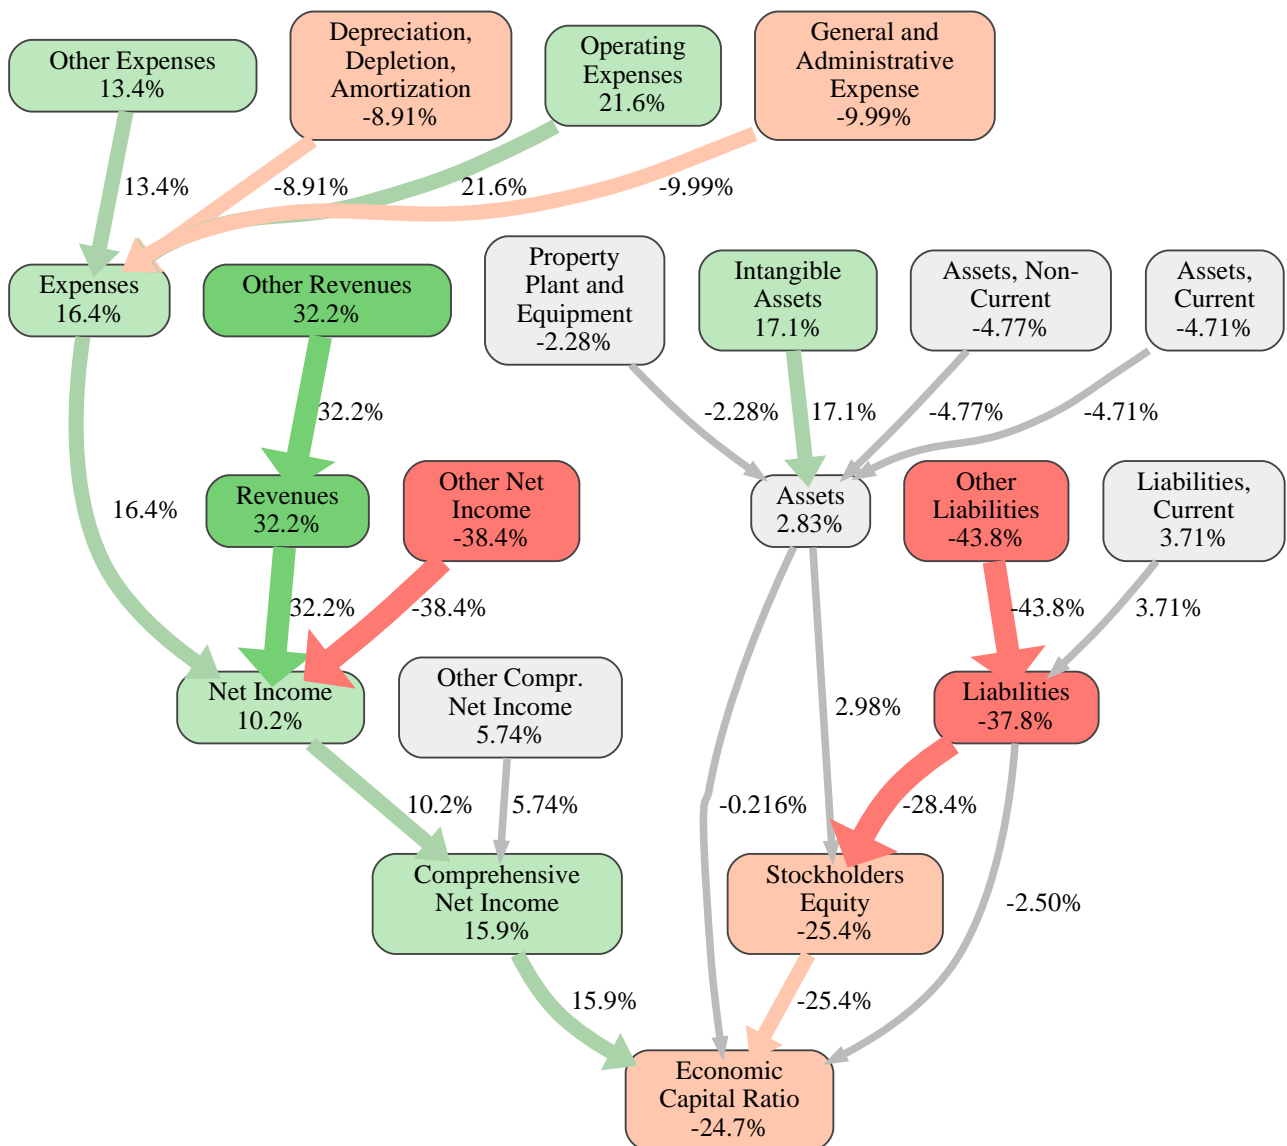 Other Expenses
13.4%
Depreciation,
Depletion,
Amortization
-8.91%
Operating
Expenses
21.6%
General and
Administrative
Expense
-9.99%
13.4%
-8.91%
21.6%
-9.99%
Expenses
16.4%
Other Revenues
32.2%
Property
Plant and
Equipment
-2.28%
Intangible
Assets
17.1%
Assets, Non-
Current
-4.77%
Assets,
Current
-4.71%
32.2%
-2.28%
17.1%
-4.77%
-4.71%
16.4%
Revenues
32.2%
Other Net
Income
-38.4%
Assets
2.83%
Other
Liabilities
-43.8%
Liabilities,
Current
3.71%
32.2%
-38.4%
-43.8%
3.71%
Net Income
10.2%
Other Compr.
Net Income
5.74%
2.98%
Liabilities
-37.8%
10.2%
5.74%
-0.216%
-28.4%
Comprehensive
Net Income
15.9%
Stockholders
Equity
-25.4%
-2.50%
15.9%
-25.4%
Economic
Capital Ratio
-24.7%